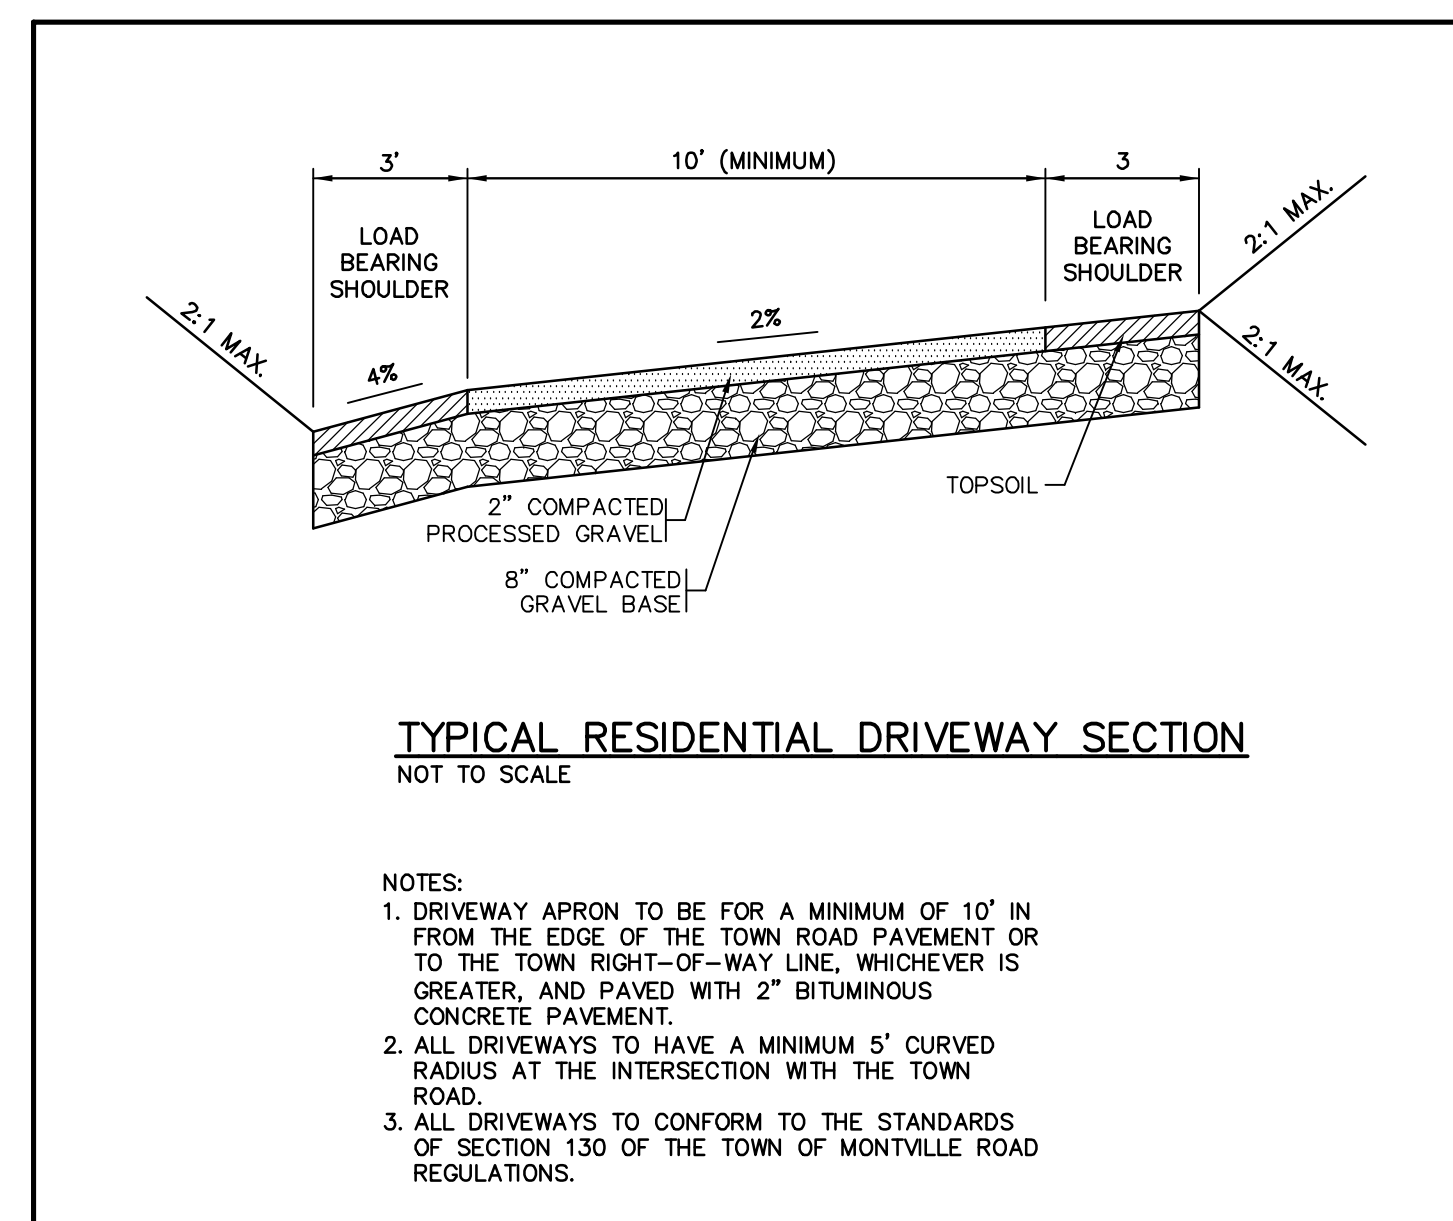 3'
10' (MINIMUM)
3
LOAD
BEARING
SHOULDER
LOAD
BEARING
SHOULDER
2:1 MAX.
2:1 MAX.
2:1 MAX.
4%
2%
TOPSOIL
2" COMPACTED
PROCESSED GRAVEL
8" COMPACTED
GRAVEL BASE
TYPICAL RESIDENTIAL DRIVEWAY SECTION
NOT TO SCALE
NOTES:
1. DRIVEWAY APRON TO BE FOR A MINIMUM OF 10' IN
FROM THE EDGE OF THE TOWN ROAD PAVEMENT OR
TO THE TOWN RIGHT-OF-WAY LINE, WHICHEVER IS
GREATER, AND PAVED WITH 2" BITUMINOUS
CONCRETE PAVEMENT.
2. ALL DRIVEWAYS TO HAVE A MINIMUM 5' CURVED
RADIUS AT THE INTERSECTION WITH THE TOWN
ROAD.
3. ALL DRIVEWAYS TO CONFORM TO THE STANDARDS
OF SECTION 130 OF THE TOWN OF MONTVILLE ROAD
REGULATIONS.